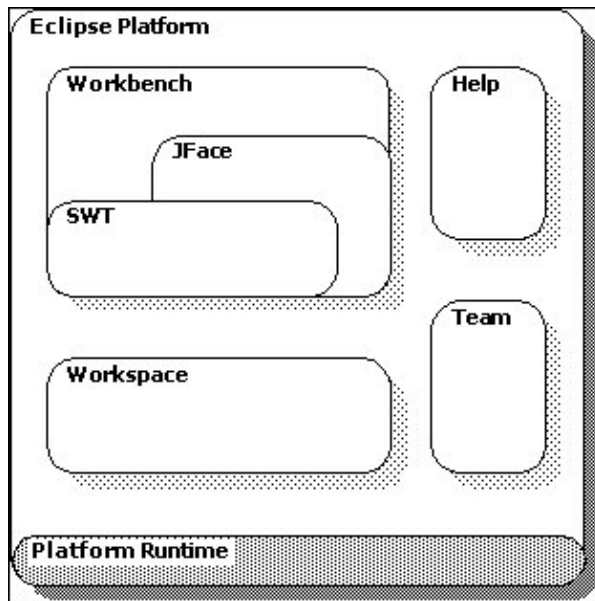 Eclipse Platform
Workbench
Help
JFace
SWT
Team
Workspace
Platform Runtime